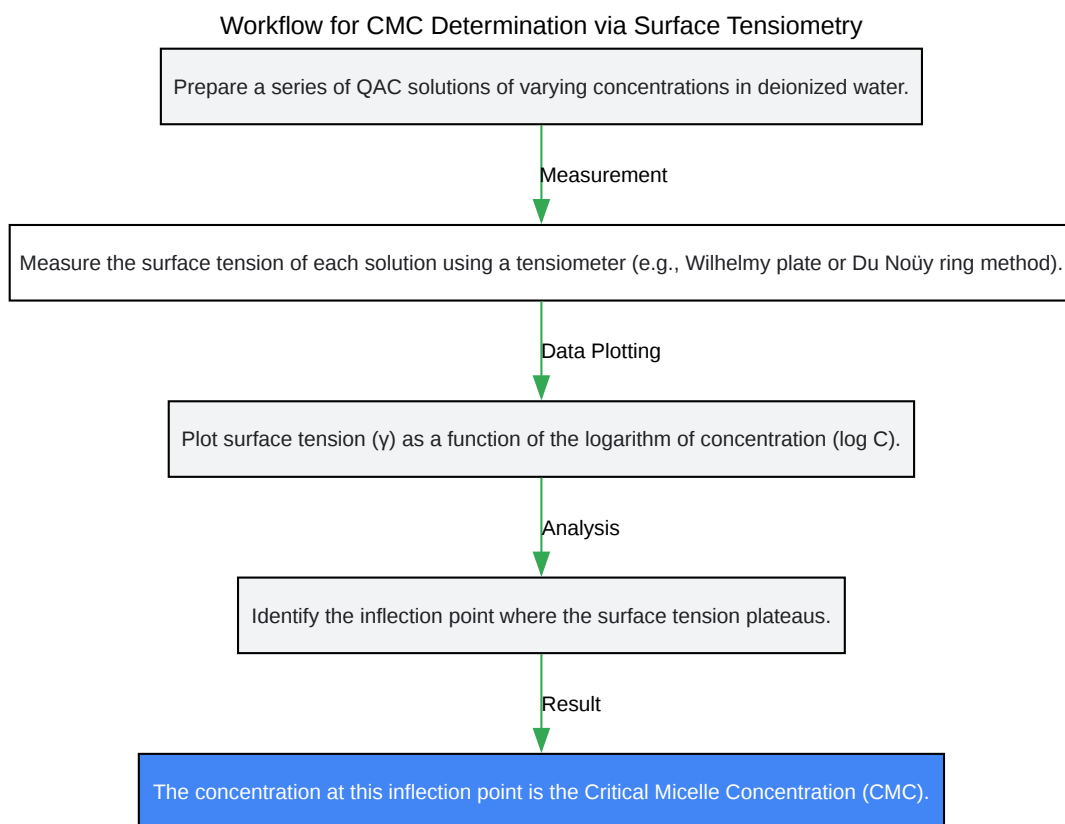 Workflow for CMC Determination via Surface Tensiometry
Prepare a series of QAC solutions of varying concentrations in deionized water.
Measurement
Measure the surface tension of each solution using a tensiometer (e.g., Wilhelmy plate or Du Noüy ring method).
Data Plotting
Plot surface tension (γ) as a function of the logarithm of concentration (log C).
Analysis
Identify the inflection point where the surface tension plateaus.
Result
The concentration at this inflection point is the Critical Micelle Concentration (CMC).